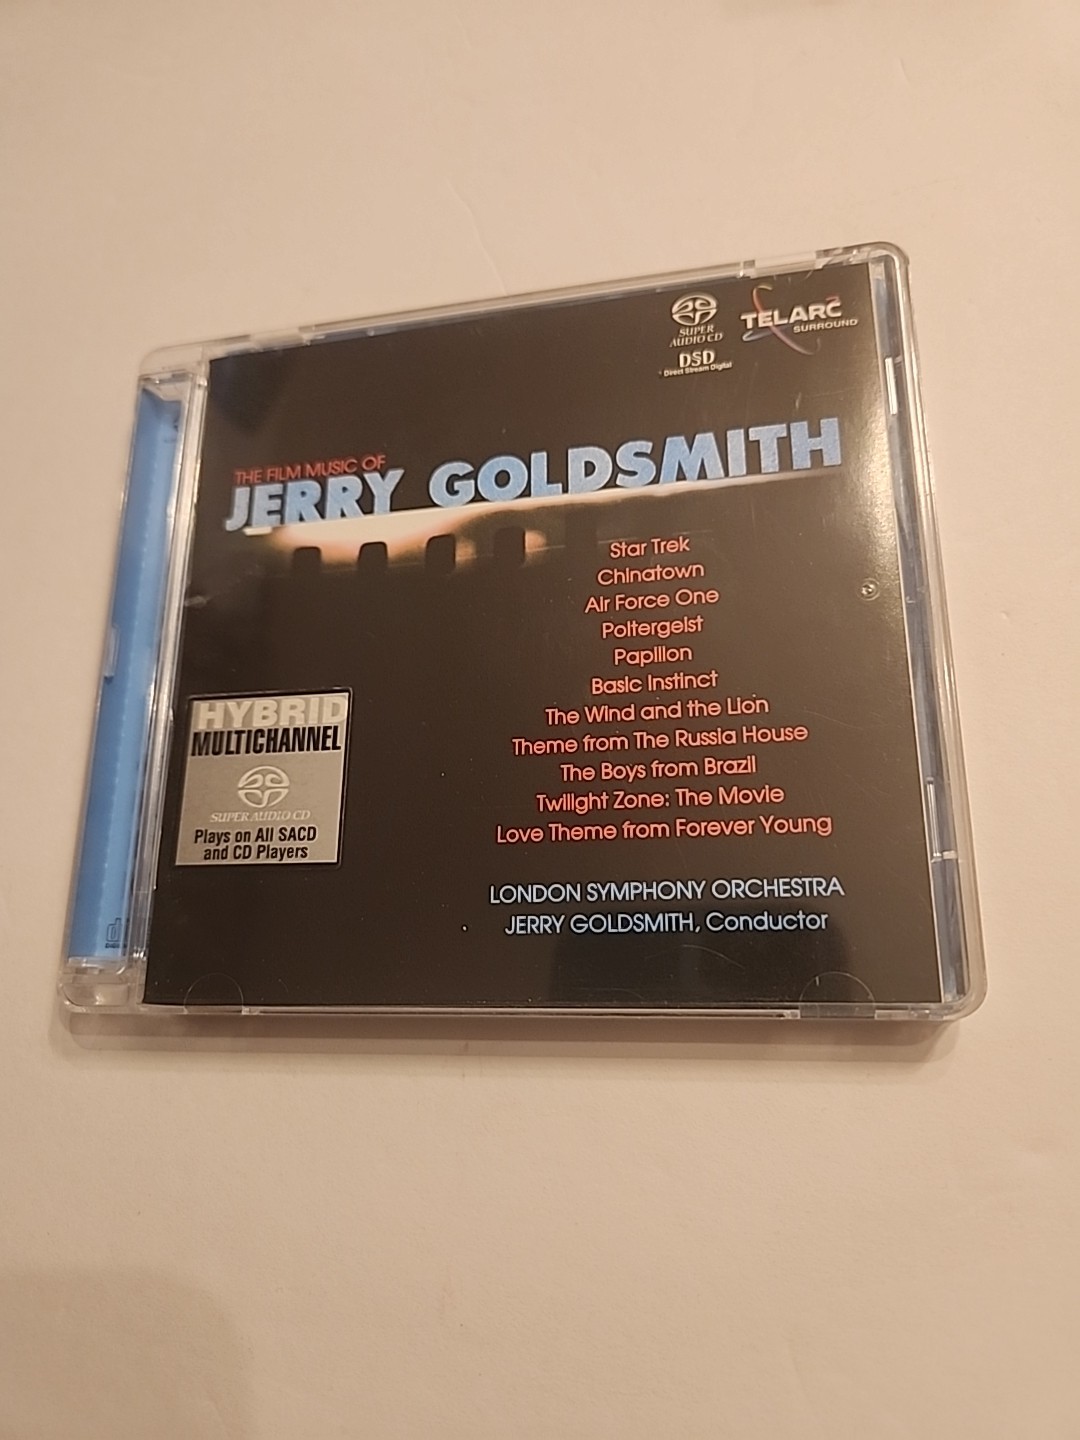 SUPER
AUDIO CD
DSD
Direct Stream Digital
TELARC
SURROUND
THE FILM MUSIC OF
JERRY GOLDSMITH
Star Trek
Chinatown
Air Force One
Poltergeist
Papillon
Basic Instinct
The Wind and the Lion
Theme from The Russia House
The Boys from Brazil
Twilight Zone: The Movie
Love Theme from Forever Young
HYBRID
MULTICHANNEL
SUPER AUDIO CD
Plays on All SACD
and CD Players
LONDON SYMPHONY ORCHESTRA
JERRY GOLDSMITH, Conductor